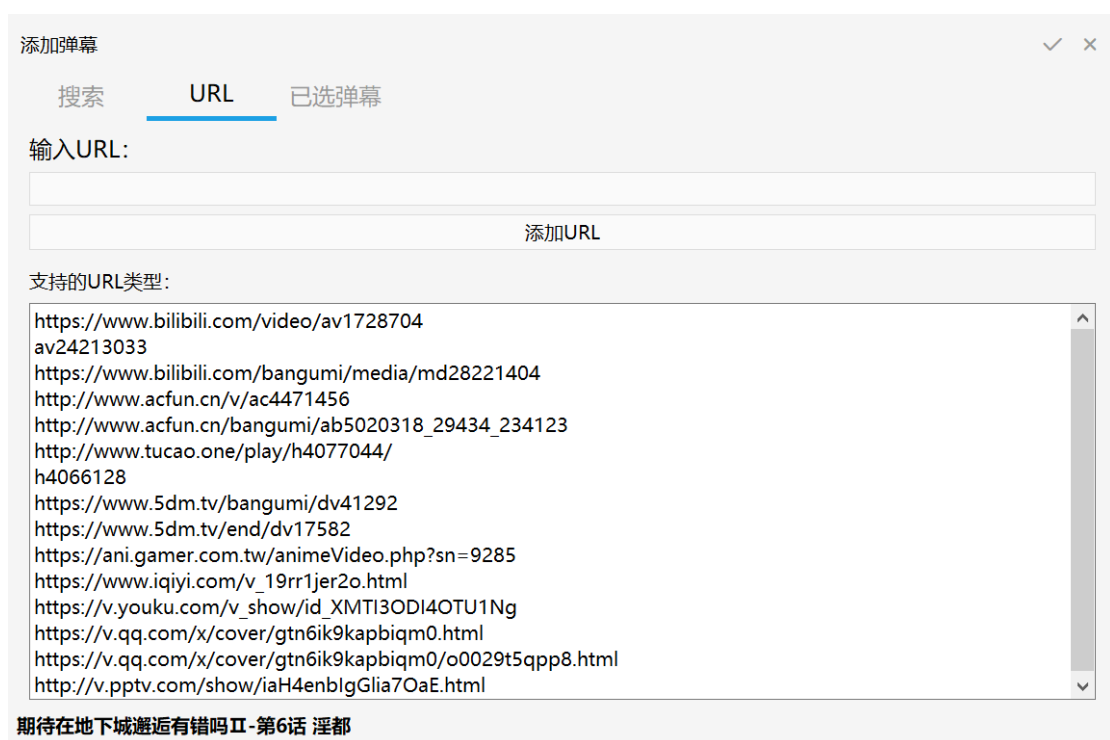 添加弹幕
搜索 URL 已选弹幕
输入URL:
添加URL
支持的URL类型:
https://www.bilibili.com/video/av1728704
av24213033
https://www.bilibili.com/bangumi/media/md28221404
http://www.acfun.cn/v/ac4471456
http://www.acfun.cn/bangumi/ab5020318_29434_234123
http://www.tucao.one/play/h4077044/
h4066128
https://www.5dm.tv/bangumi/dv41292
https://www.5dm.tv/end/dv17582
https://ani.gamer.com.tw/animeVideo.php?sn=9285
https://www.iqiyi.com/v_19rr1jer2o.html
https://v.youku.com/v_show/id_XMTI3ODI4OTU1Ng
https://v.qq.com/x/cover/gtn6ik9kapbiqm0.html
https://v.qq.com/x/cover/gtn6ik9kapbiqm0/o0029t5qpp8.html
http://v.pptv.com/show/iaH4enbIgGlia7OaE.html
期待在地下城邂逅有错吗Ⅱ-第6话 淫都